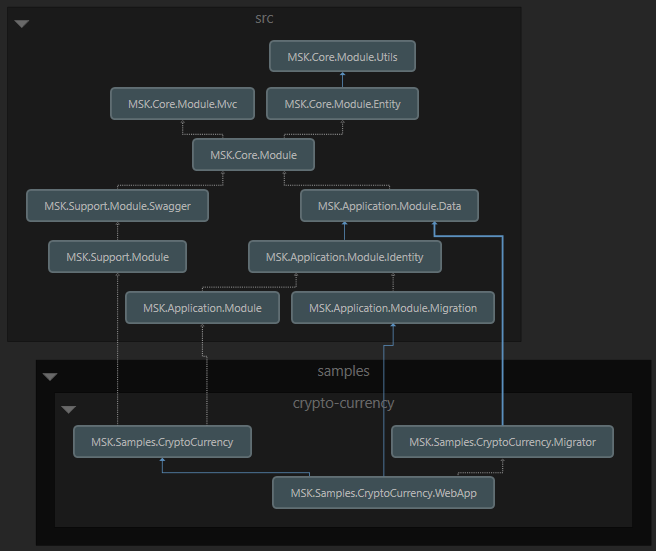 src
MSK.Core.Module.Utils
MSK.Core.Module.Mvc
MSK.Core.Module.Entity
MSK.Core.Module
MSK.Support.Module.Swagger
MSK.Application.Module.Data
MSK.Support.Module
MSK.Application.Module.Identity
MSK.Application.Module
MSK.Application.Module.Migration
samples
crypto-currency
MSK.Samples.CryptoCurrency
MSK.Samples.CryptoCurrency.Migrator
MSK.Samples.CryptoCurrency.WebApp